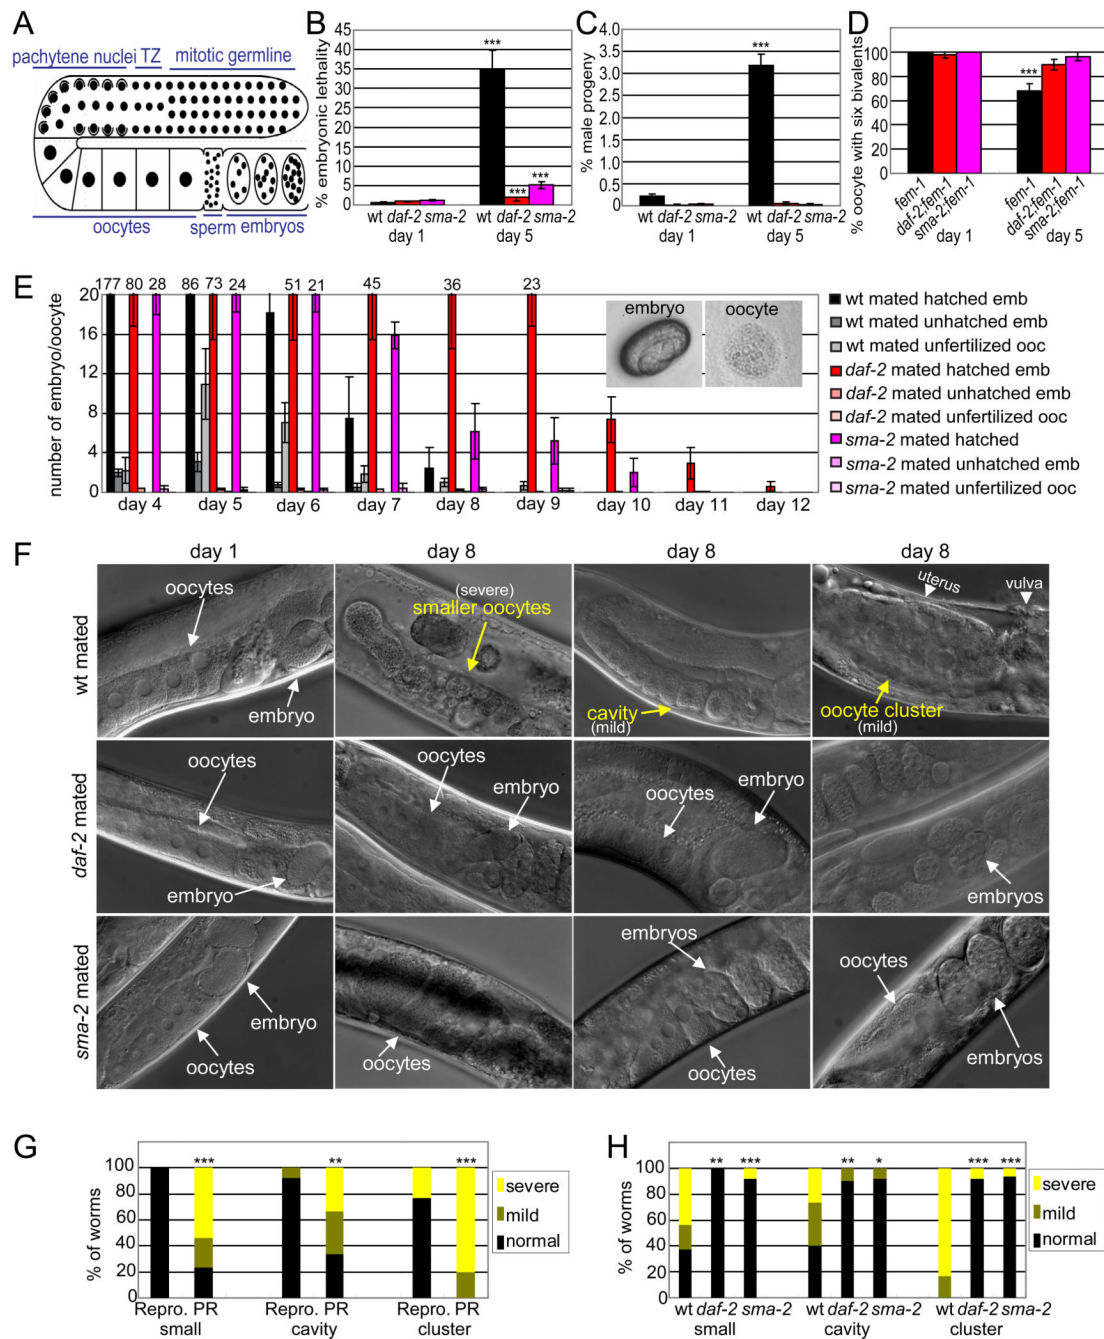 A
pachytene nuclei TZ mitotic germline
oocytes sperm embryos
B
% embryonic lethality
45
40
35
30
25
20
15
10
5
0
***
***
***
wt daf-2 sma-2 wt daf-2 sma-2
day 1 day 5
C
% male progeny
4.0
3.5
3.0
2.5
2.0
1.5
1.0
0.5
0.0
***
wt daf-2 sma-2 wt daf-2 sma-2
day 1 day 5
D
% oocyte with six bivalents
100
80
60
40
20
0
***
fem-1
daf-2;fem-1
sma-2;fem-1
fem-1
daf-2;fem-1
sma-2;fem-1
day 1 day 5
E
number of embryo/oocyte
177 80 28 86 73 24 51 21 45 36 23
20
16
12
8
4
0
day 4 day 5 day 6 day 7 day 8 day 9 day 10 day 11 day 12
embryo oocyte
wt mated hatched emb
wt mated unhatched emb
wt mated unfertilized ooc
daf-2 mated hatched emb
daf-2 mated unhatched emb
daf-2 mated unfertilized ooc
sma-2 mated hatched
sma-2 mated unhatched emb
sma-2 mated unfertilized ooc
F
day 1 day 8 day 8 day 8
wt mated
oocytes
embryo
(severe)
smaller oocytes
cavity
(mild)
uterus vulva
oocyte cluster
(mild)
daf-2 mated
oocytes
embryo
oocytes
embryo
oocytes
embryo
embryos
sma-2 mated
embryo
oocytes
oocytes
embryos
oocytes
oocytes
embryos
G
% of worms
100
80
60
40
20
0
*** ** ***
severe
mild
normal
Repro. PR Repro. PR Repro. PR
small cavity cluster
H
% of worms
100
80
60
40
20
0
** *** ** * *** ***
severe
mild
normal
wt daf-2 sma-2 wt daf-2 sma-2 wt daf-2 sma-2
small cavity cluster